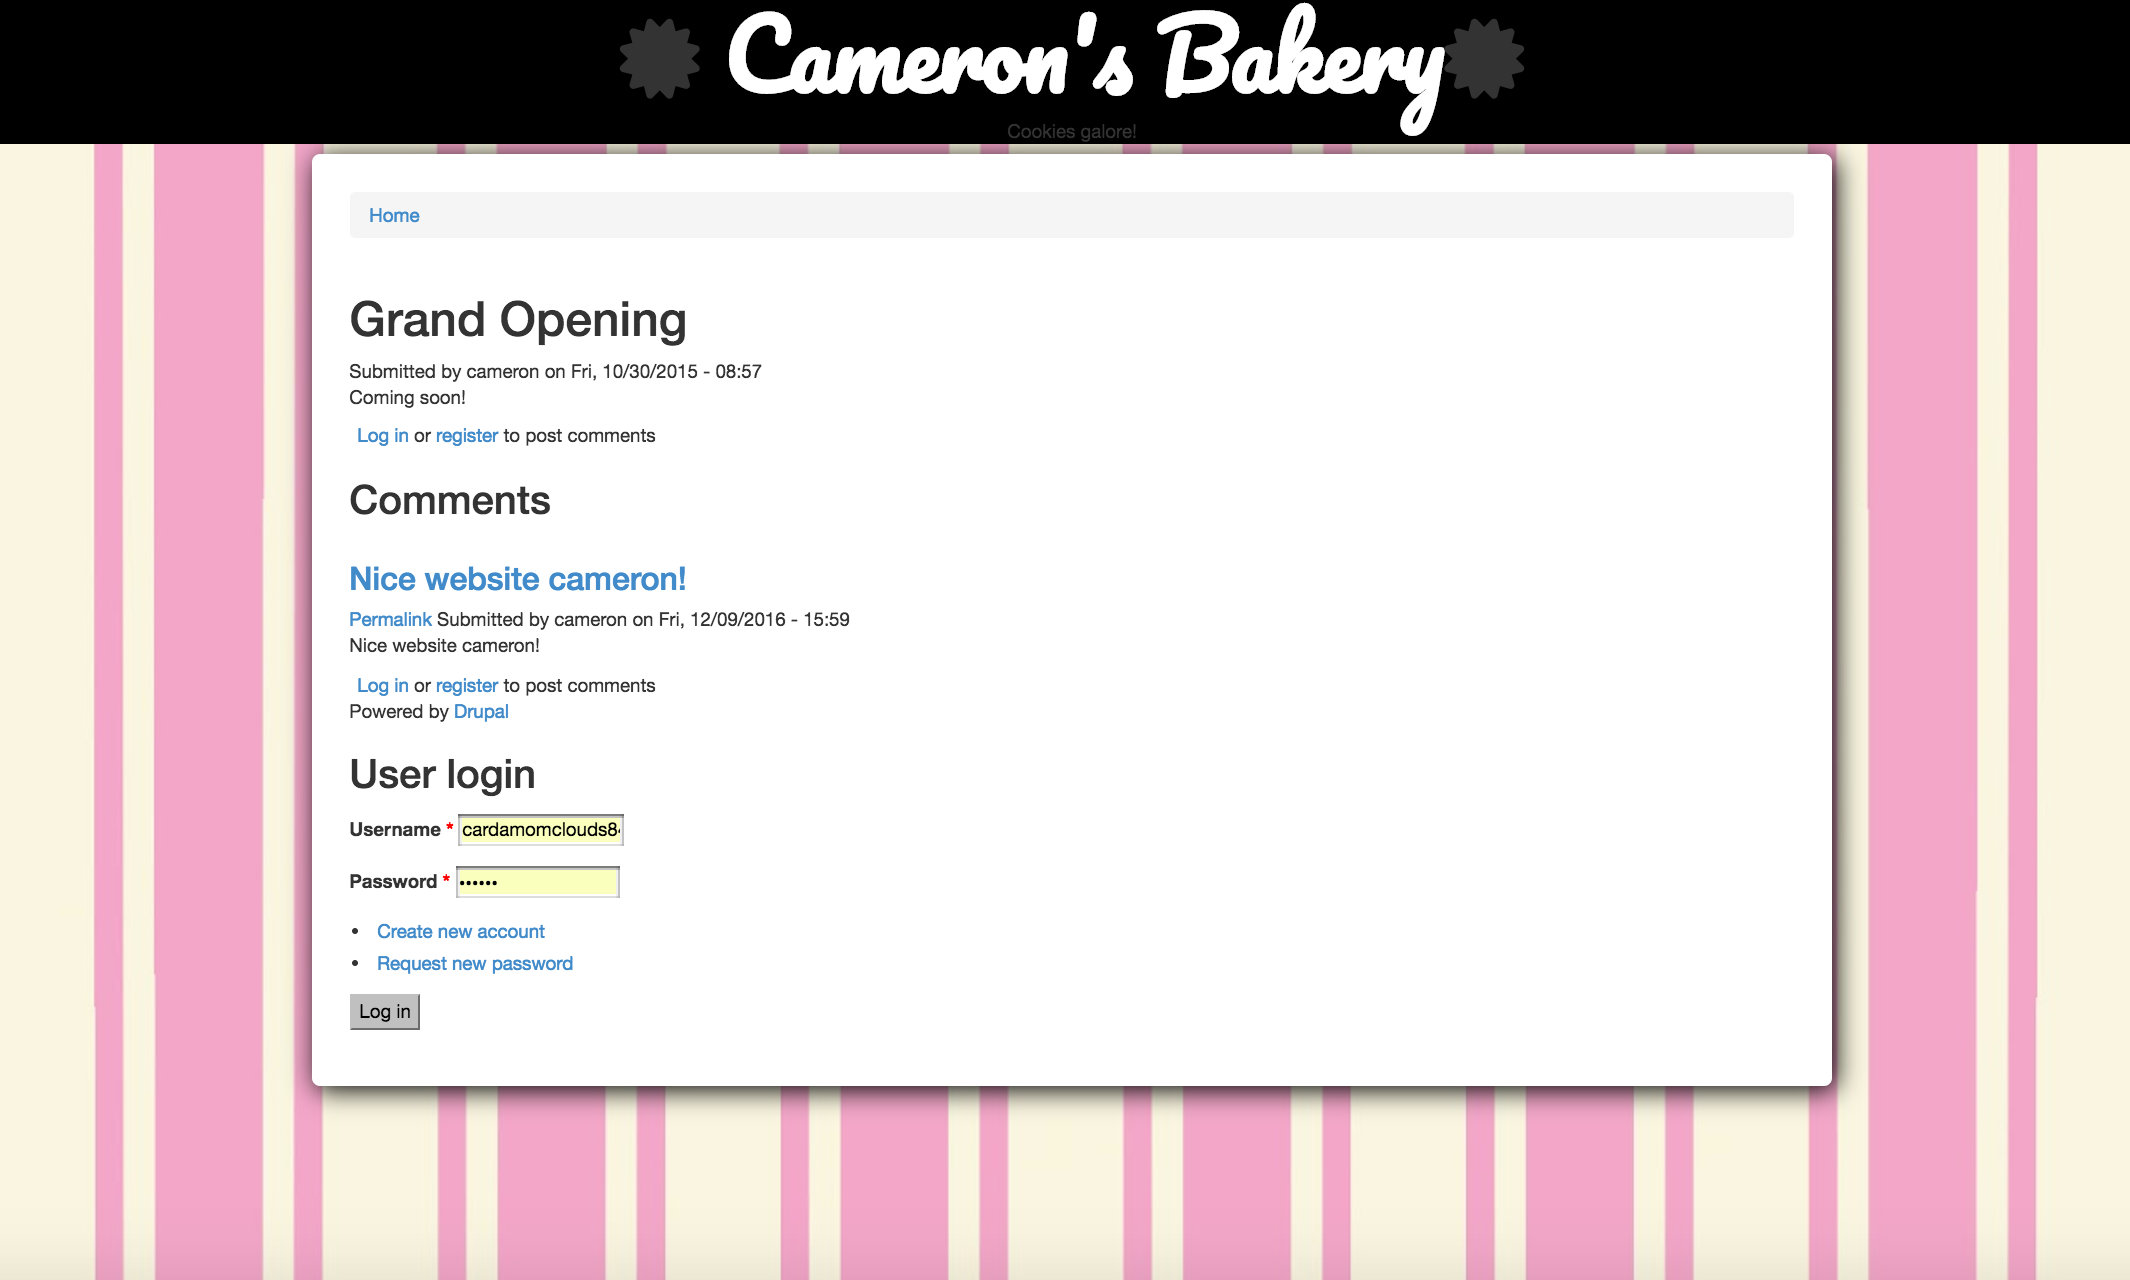 Cameron's Bakery
Cookies galore!
Home
Grand Opening
Submitted by cameron on Fri, 10/30/2015 - 08:57
Coming soon!
Log in or register to post comments
Comments
Nice website cameron!
Permalink Submitted by cameron on Fri, 12/09/2016 - 15:59
Nice website cameron!
Log in or register to post comments
Powered by Drupal
User login
Username * cardamomclouds8
Password * ••••••
• Create new account
• Request new password
Log in